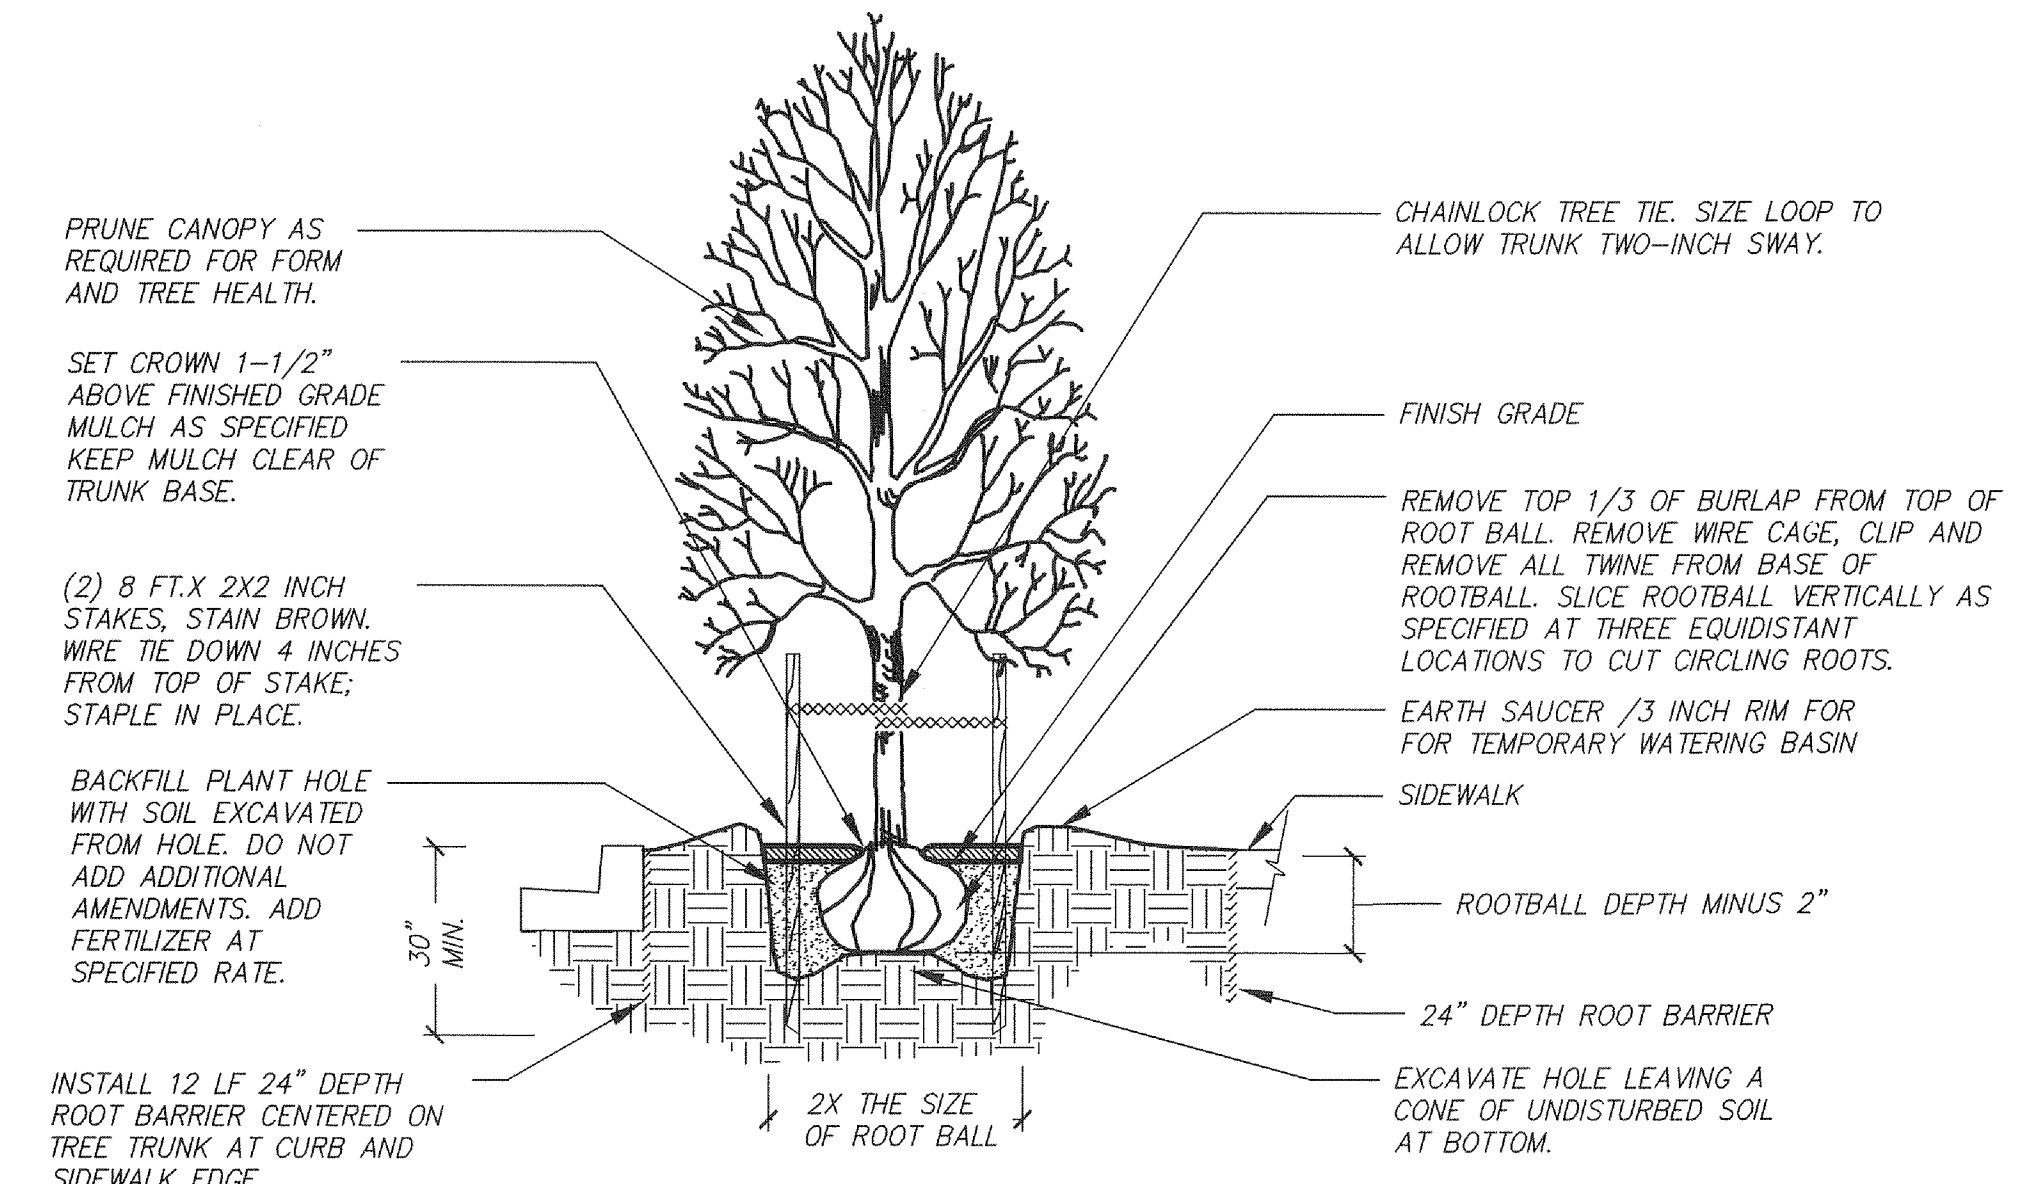 PRUNE CANOPY AS
REQUIRED FOR FORM
AND TREE HEALTH.
SET CROWN 1-1/2"
ABOVE FINISHED GRADE
MULCH AS SPECIFIED
KEEP MULCH CLEAR OF
TRUNK BASE.
(2) 8 FT.X 2X2 INCH
STAKES, STAIN BROWN.
WIRE TIE DOWN 4 INCHES
FROM TOP OF STAKE;
STAPLE IN PLACE.
BACKFILL PLANT HOLE
WITH SOIL EXCAVATED
FROM HOLE. DO NOT
ADD ADDITIONAL
AMENDMENTS. ADD
FERTILIZER AT
SPECIFIED RATE.
30"
MIN.
INSTALL 12 LF 24" DEPTH
ROOT BARRIER CENTERED ON
TREE TRUNK AT CURB AND
SIDEWALK EDGE
2X THE SIZE
OF ROOT BALL
CHAINLOCK TREE TIE. SIZE LOOP TO
ALLOW TRUNK TWO-INCH SWAY.
FINISH GRADE
REMOVE TOP 1/3 OF BURLAP FROM TOP OF
ROOT BALL. REMOVE WIRE CAGE, CLIP AND
REMOVE ALL TWINE FROM BASE OF
ROOTBALL. SLICE ROOTBALL VERTICALLY AS
SPECIFIED AT THREE EQUIDISTANT
LOCATIONS TO CUT CIRCLING ROOTS.
EARTH SAUCER /3 INCH RIM FOR
FOR TEMPORARY WATERING BASIN
SIDEWALK
ROOTBALL DEPTH MINUS 2"
24" DEPTH ROOT BARRIER
EXCAVATE HOLE LEAVING A
CONE OF UNDISTURBED SOIL
AT BOTTOM.